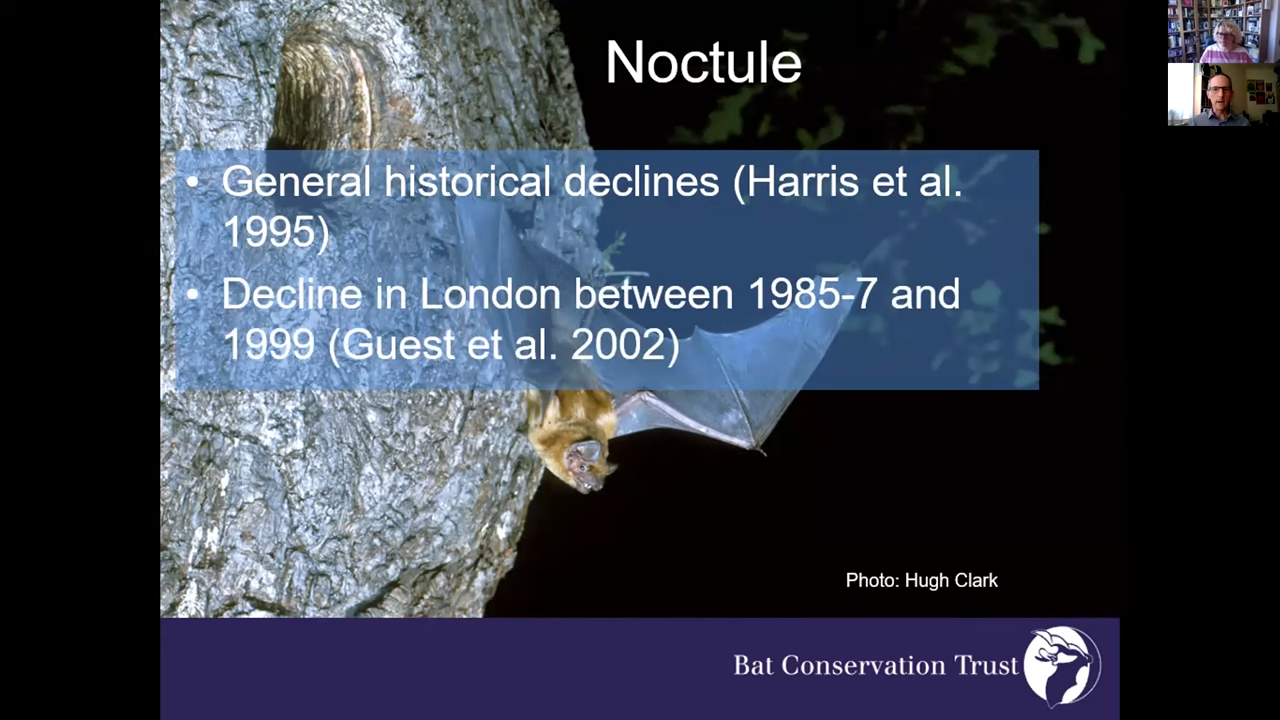 Noctule
• General historical declines (Harris et al.
1995)
• Decline in London between 1985-7 and
1999 (Guest et al. 2002)
Photo: Hugh Clark
Bat Conservation Trust